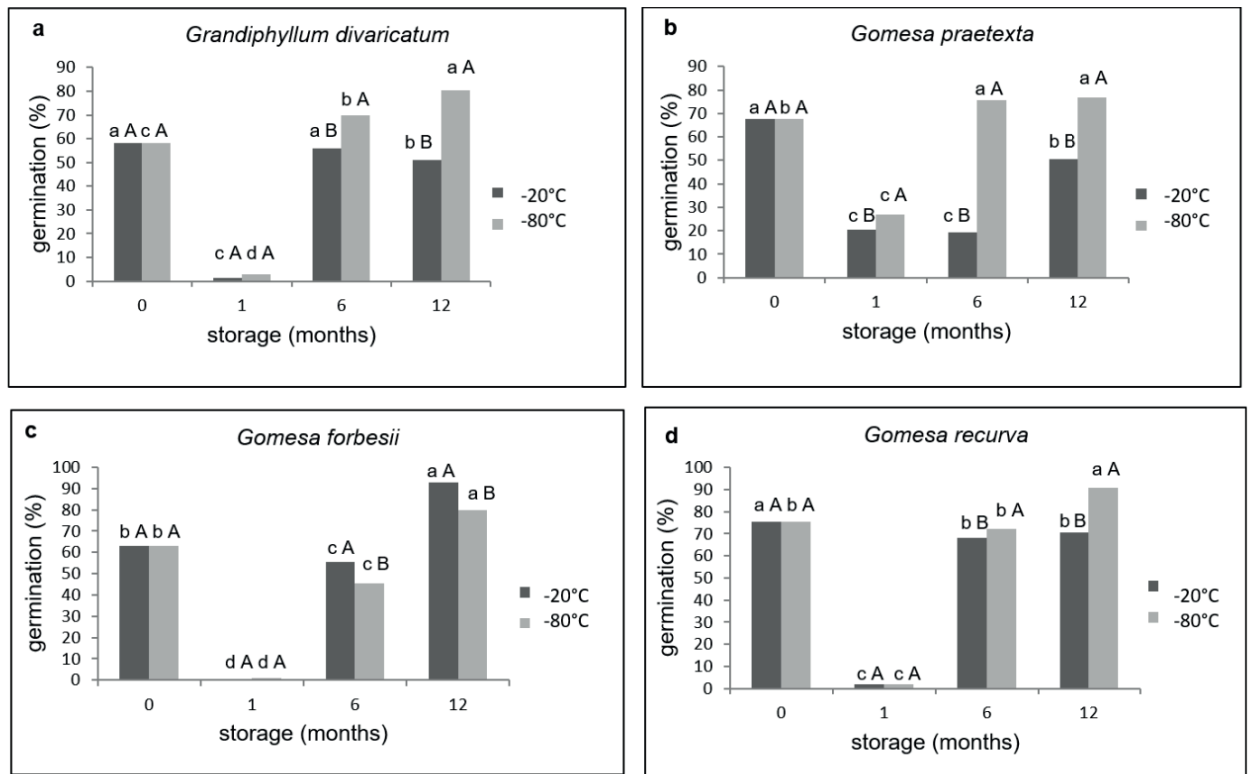 a
Grandiphyllum divaricatum
germination (%)
90
80
70
60
50
40
30
20
10
0
a A c A
c A d A
a B
b A
b B
a A
0 1 6 12
storage (months)
-20°C
-80°C
b
Gomesa praetexta
germination (%)
90
80
70
60
50
40
30
20
10
0
a A b A
c B
c A
c B
a A
b B
a A
0 1 6 12
storage (months)
-20°C
-80°C
c
Gomesa forbesii
germination (%)
100
90
80
70
60
50
40
30
20
10
0
b A b A
d A d A
c A
c B
a A
a B
0 1 6 12
storage (months)
-20°C
-80°C
d
Gomesa recurva
germination (%)
100
90
80
70
60
50
40
30
20
10
0
a A b A
c A c A
b B
b A
b B
a A
0 1 6 12
storage (months)
-20°C
-80°C